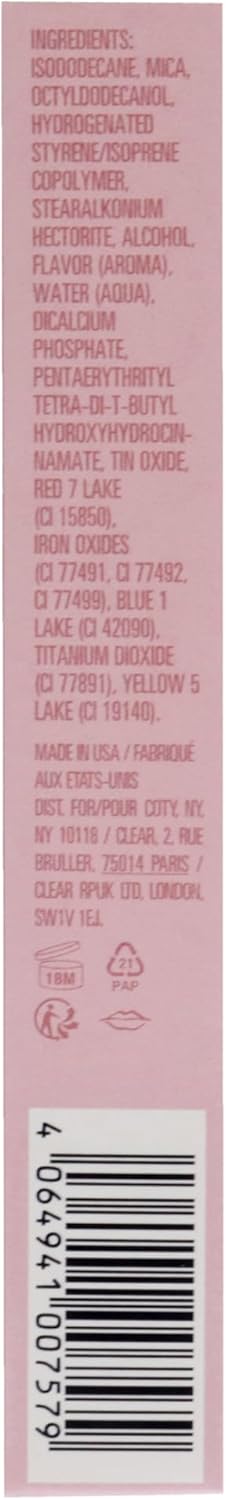 INGREDIENTS:
ISODODECANE, MICA,
OCTYLDODECANOL,
HYDROGENATED
STYRENE/ISOPRENE
COPOLYMER,
STEARALKONIUM
HECTORITE, ALCOHOL,
FLAVOR (AROMA),
WATER (AQUA),
DICALCIUM
PHOSPHATE,
PENTAERYTHRITYL
TETRA-DI-T-BUTYL
HYDROXYHYDROCIN-
NAMATE, TIN OXIDE,
RED 7 LAKE
(CI 15850),
IRON OXIDES
(CI 77491, CI 77492,
CI 77499), BLUE 1
LAKE (CI 42090),
TITANIUM DIOXIDE
(CI 77891), YELLOW 5
LAKE (CI 19140).
MADE IN USA / FABRIQUÉ
AUX ETATS-UNIS
DIST. FOR/POUR COTY, NY,
NY 10118 / CLEAR, 2, RUE
BRULLER, 75014 PARIS /
CLEAR RPUK LTD, LONDON,
SW1V 1EJ.
18M
21
PAP
4 064941 007579